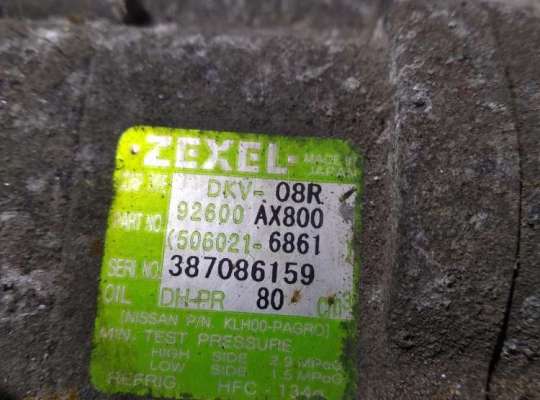 ZEXEL
MADE IN JAPAN
DKV- 08R
PART NO. 92600 AX800
(506021- 6861
SERI NO. 387086159
OIL DH-PR 80 cm3
[NISSAN P/N. KLH00-PAGR0]
MIN. TEST PRESSURE
HIGH SIDE 2.9 MPaG
LOW SIDE 1.5 MPaG
REFRIG. HFC - 134a